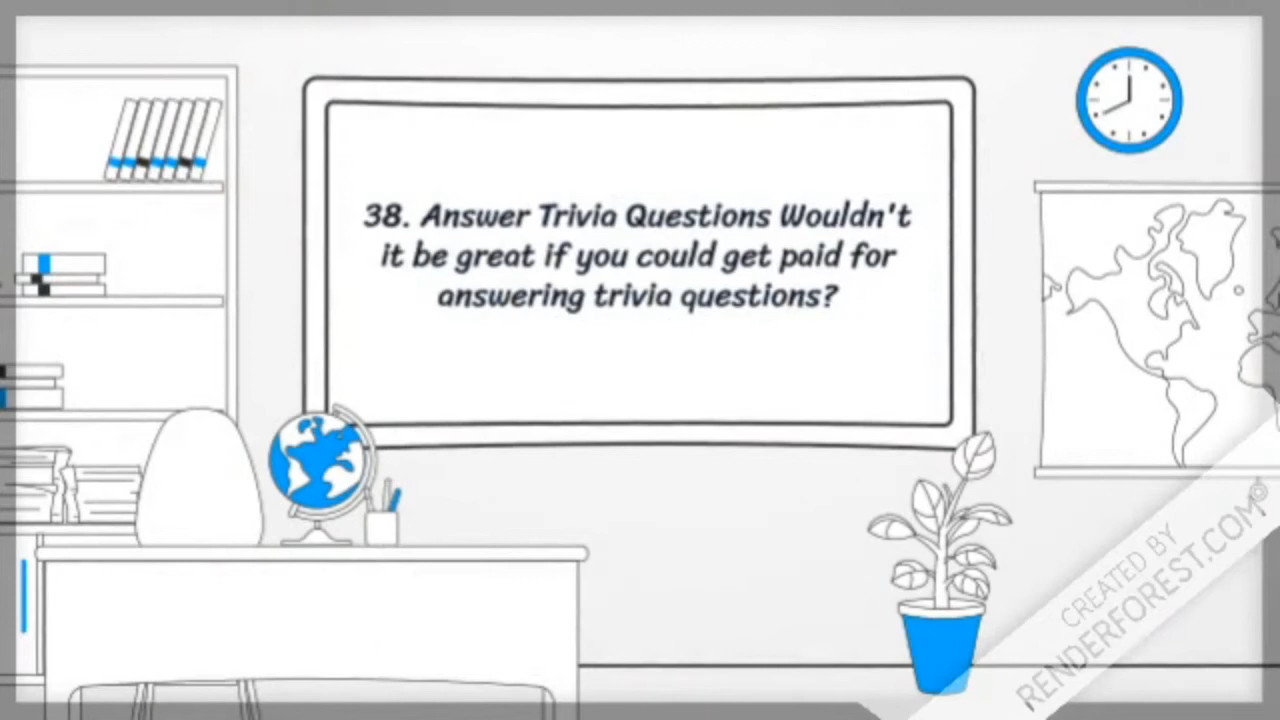 38. Answer Trivia Questions Wouldn't
it be great if you could get paid for
answering trivia questions?
CREATED BY
RENDERFOREST.COM